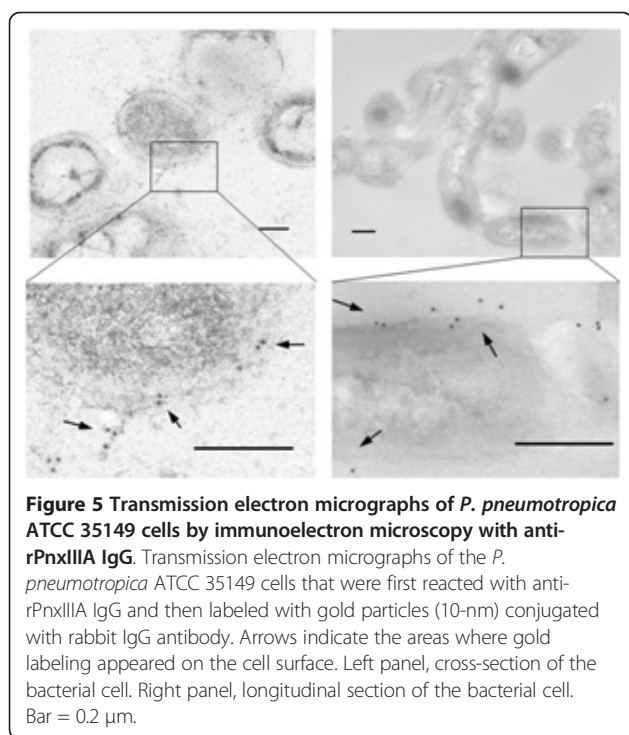 Figure 5 Transmission electron micrographs of P. pneumotropica
ATCC 35149 cells by immunoelectron microscopy with anti-
rPnxIIIA IgG. Transmission electron micrographs of the P.
pneumotropica ATCC 35149 cells that were first reacted with anti-
rPnxIIIA IgG and then labeled with gold particles (10-nm) conjugated
with rabbit IgG antibody. Arrows indicate the areas where gold
labeling appeared on the cell surface. Left panel, cross-section of the
bacterial cell. Right panel, longitudinal section of the bacterial cell.
Bar = 0.2 μm.